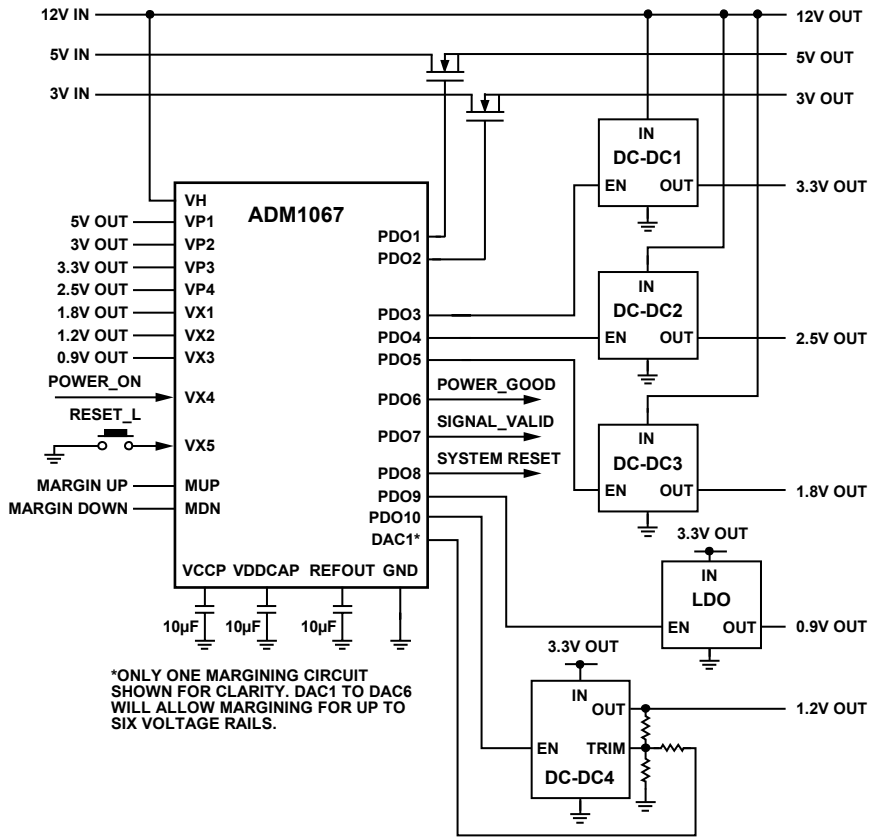 12V IN
12V OUT
5V IN
5V OUT
3V IN
3V OUT
IN
DC-DC1
EN OUT
3.3V OUT
ADM1067
VH
5V OUT VP1
3V OUT VP2
3.3V OUT VP3
2.5V OUT VP4
1.8V OUT VX1
1.2V OUT VX2
0.9V OUT VX3
POWER_ON
VX4
RESET_L
VX5
MARGIN UP MUP
MARGIN DOWN MDN
PDO1
PDO2
PDO3
PDO4
PDO5
PDO6
POWER_GOOD
PDO7
SIGNAL_VALID
PDO8
SYSTEM RESET
PDO9
PDO10
DAC1*
VCCP VDDCAP REFOUT GND
10µF 10µF 10µF
IN
DC-DC2
EN OUT
2.5V OUT
IN
DC-DC3
EN OUT
1.8V OUT
3.3V OUT
IN
LDO
EN OUT
0.9V OUT
3.3V OUT
IN
OUT
1.2V OUT
EN TRIM
DC-DC4
*ONLY ONE MARGINING CIRCUIT
SHOWN FOR CLARITY. DAC1 TO DAC6
WILL ALLOW MARGINING FOR UP TO
SIX VOLTAGE RAILS.